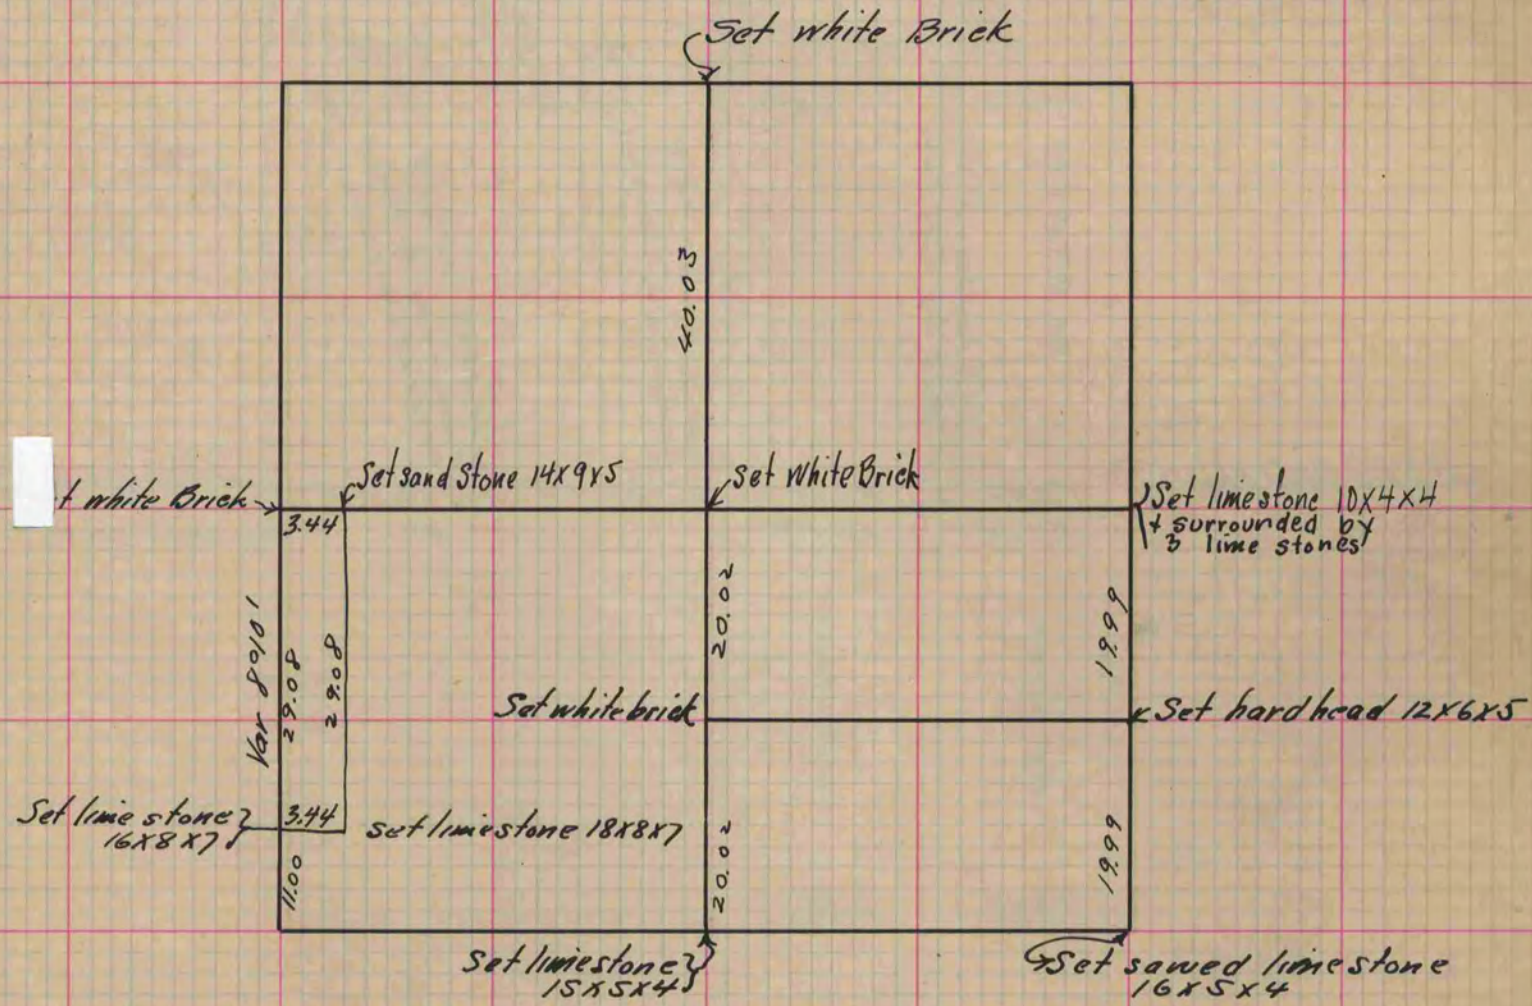 Set white Brick
40.03
Set sand Stone 14x9x5
Set White Brick
t white Brick
Set limestone 10x4x4
+ surrounded by
3 lime stones
3.44
Var 8°10'
29.08
29.08
20.02
19.99
Set white brick
Set hard head 12x6x5
Set lime stone
16x8x7
3.44
set limestone 18x8x7
11.00
20.02
19.99
Set limestone
15x5x4
Set sawed lime stone
16x5x4